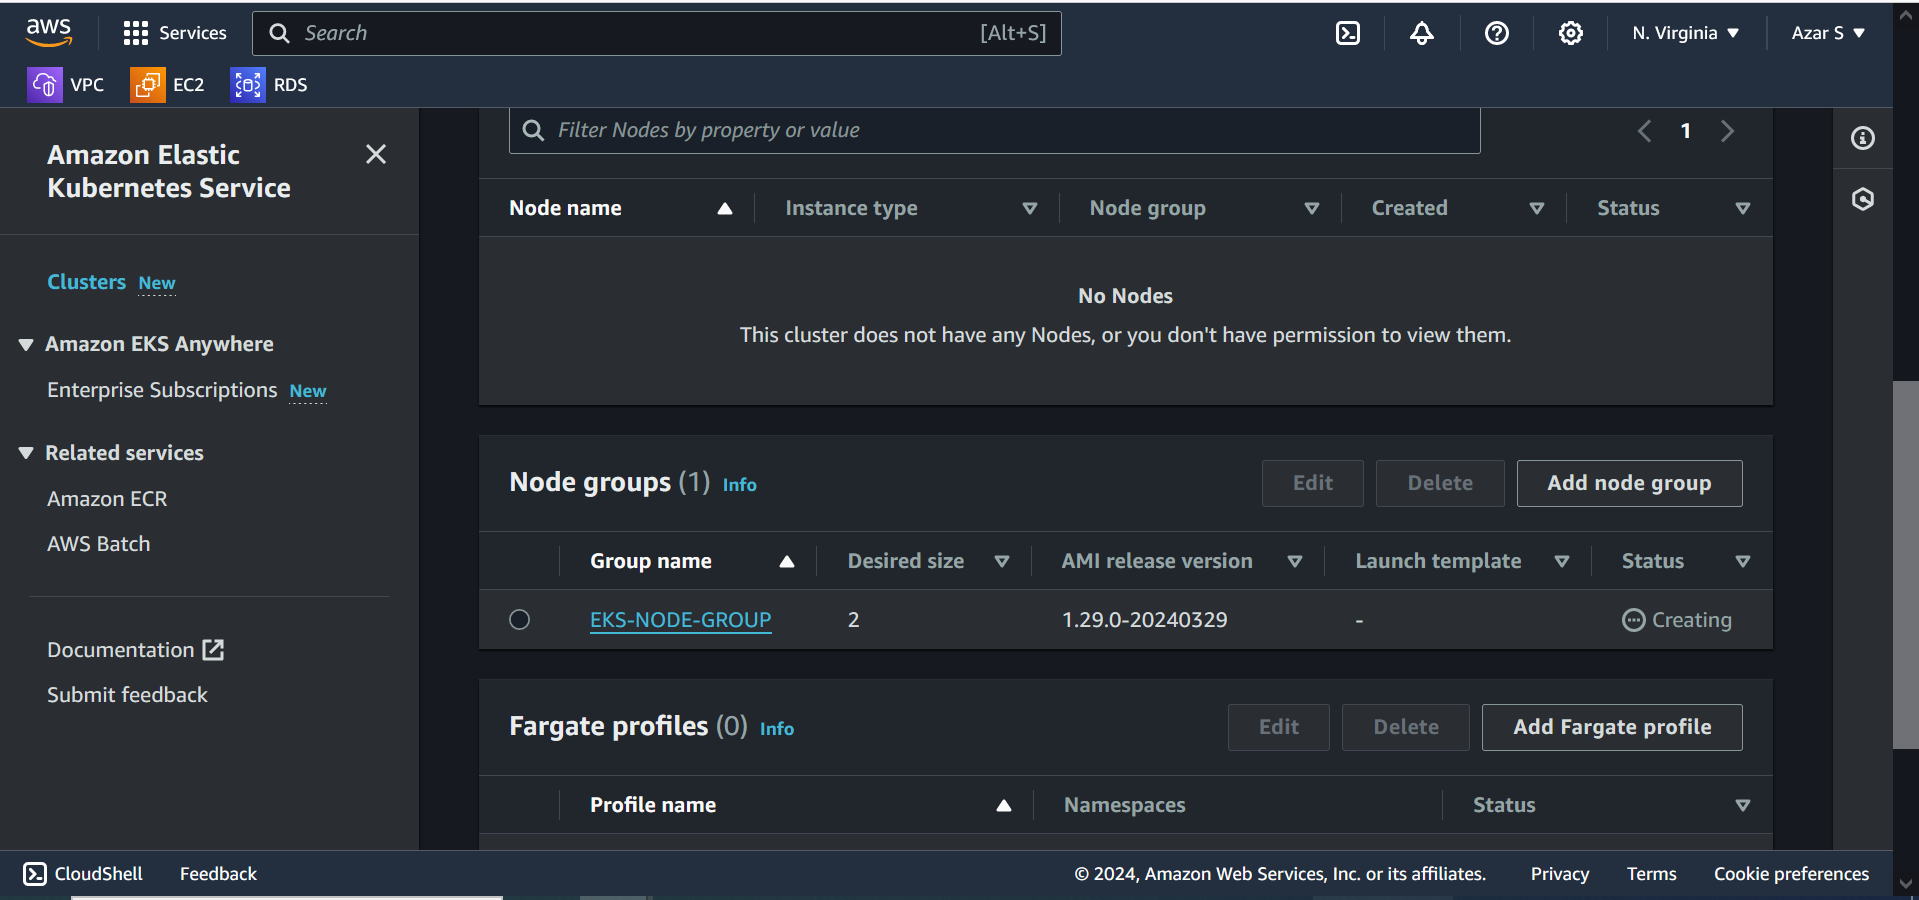 aws
Services
Search
[Alt+S]
N. Virginia
Azar S
VPC
EC2
RDS
Amazon Elastic
Kubernetes Service
Clusters New
Amazon EKS Anywhere
Enterprise Subscriptions New
Related services
Amazon ECR
AWS Batch
Documentation
Submit feedback
Filter Nodes by property or value
1
Node name Instance type Node group Created Status
No Nodes
This cluster does not have any Nodes, or you don't have permission to view them.
Node groups (1) Info
Edit
Delete
Add node group
Group name Desired size AMI release version Launch template Status
EKS-NODE-GROUP 2 1.29.0-20240329 - Creating
Fargate profiles (0) Info
Edit
Delete
Add Fargate profile
Profile name Namespaces Status
CloudShell
Feedback
© 2024, Amazon Web Services, Inc. or its affiliates.
Privacy
Terms
Cookie preferences